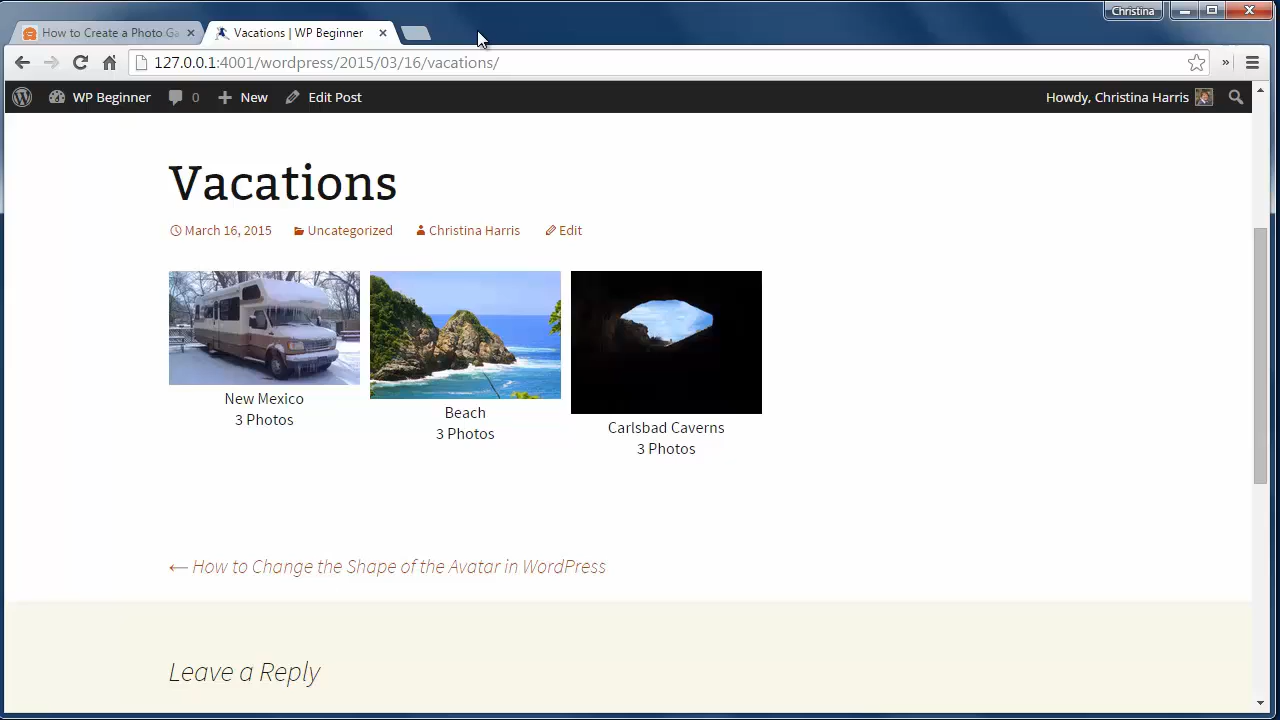 Christina
How to Create a Photo Ga
Vacations | WP Beginner
127.0.0.1:4001/wordpress/2015/03/16/vacations/
WP Beginner 0 New Edit Post Howdy, Christina Harris
Vacations
March 16, 2015 Uncategorized Christina Harris Edit
New Mexico
3 Photos
Beach
3 Photos
Carlsbad Caverns
3 Photos
← How to Change the Shape of the Avatar in WordPress
Leave a Reply